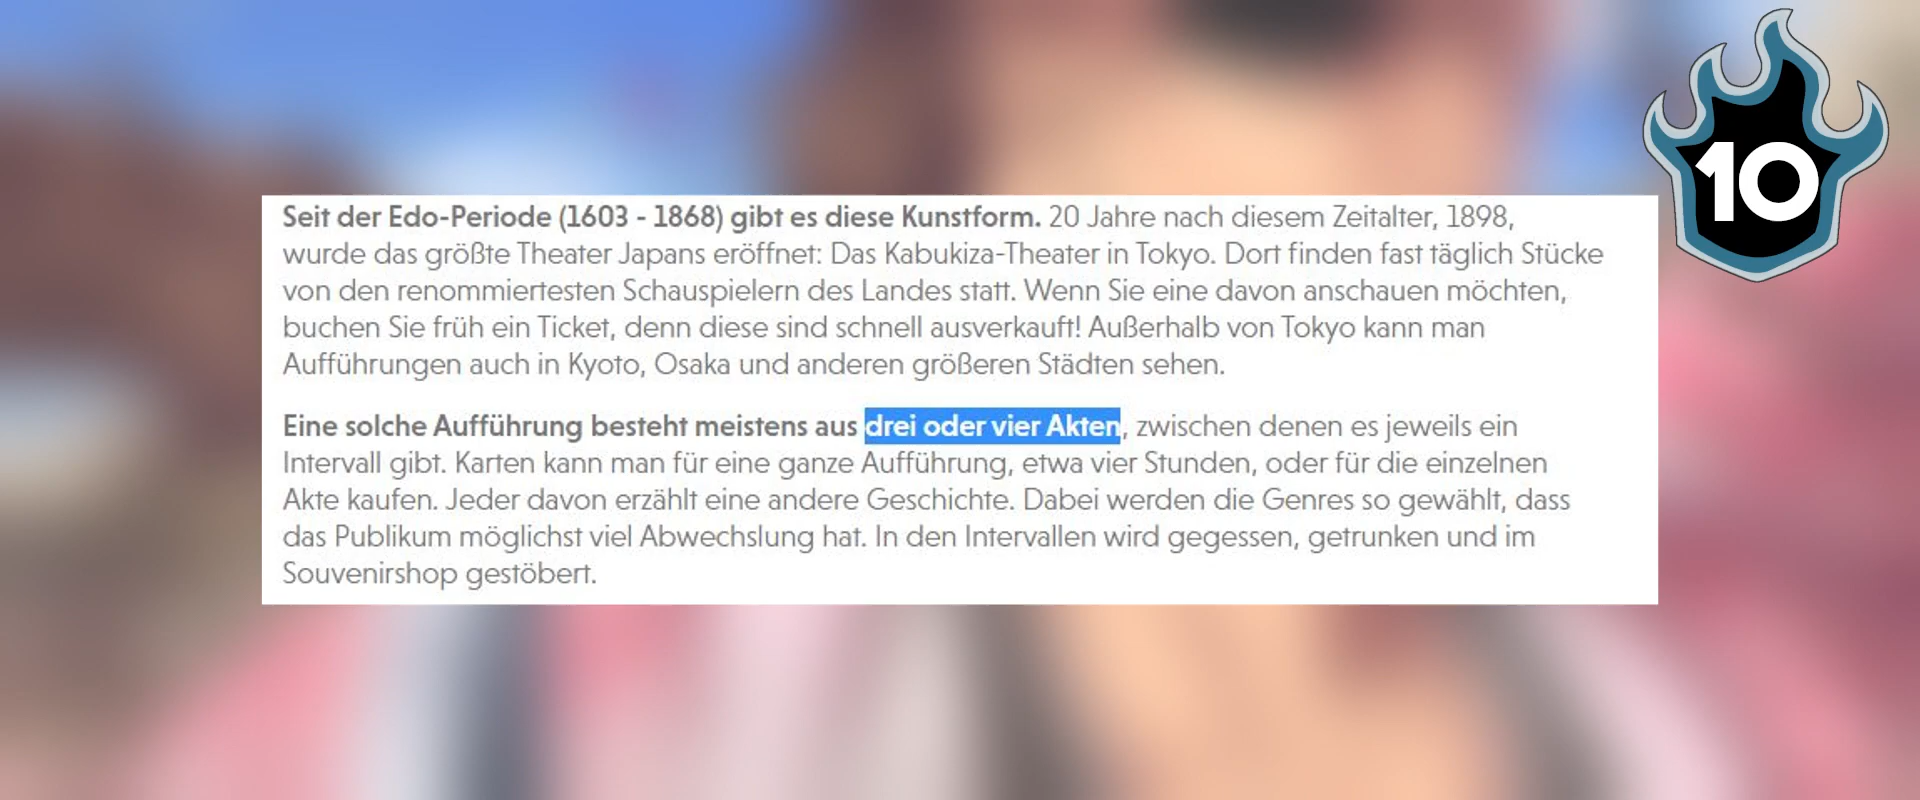 10
Seit der Edo-Periode (1603 - 1868) gibt es diese Kunstform. 20 Jahre nach diesem Zeitalter, 1898,
wurde das größte Theater Japans eröffnet: Das Kabukiza-Theater in Tokyo. Dort finden fast täglich Stücke
von den renommiertesten Schauspielern des Landes statt. Wenn Sie eine davon anschauen möchten,
buchen Sie früh ein Ticket, denn diese sind schnell ausverkauft! Außerhalb von Tokyo kann man
Aufführungen auch in Kyoto, Osaka und anderen größeren Städten sehen.
Eine solche Aufführung besteht meistens aus drei oder vier Akten, zwischen denen es jeweils ein
Intervall gibt. Karten kann man für eine ganze Aufführung, etwa vier Stunden, oder für die einzelnen
Akte kaufen. Jeder davon erzählt eine andere Geschichte. Dabei werden die Genres so gewählt, dass
das Publikum möglichst viel Abwechslung hat. In den Intervallen wird gegessen, getrunken und im
Souvenirshop gestöbert.